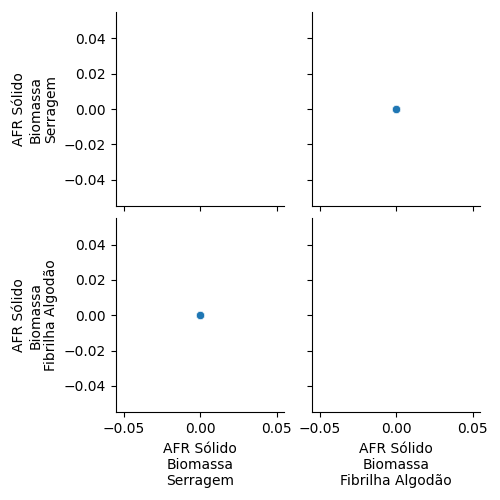 0.04
0.02
0.00
−0.02
−0.04
AFR Sólido
Biomassa
Serragem
0.04
0.02
0.00
−0.02
−0.04
AFR Sólido
Biomassa
Fibrilha Algodão
−0.05 0.00 0.05
−0.05 0.00 0.05
AFR Sólido
Biomassa
Serragem
AFR Sólido
Biomassa
Fibrilha Algodão